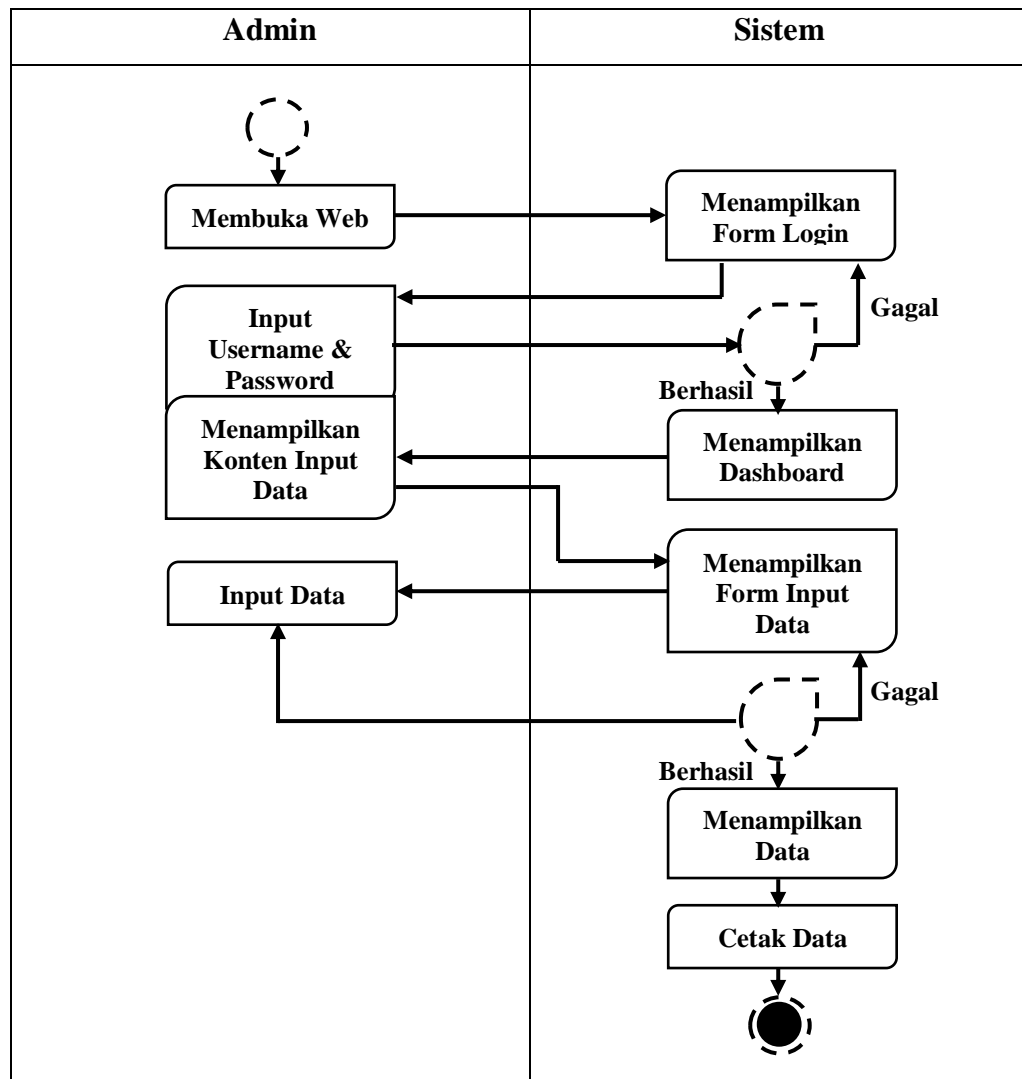 Admin
Sistem
Membuka Web
Menampilkan
Form Login
Input
Username &
Password
Gagal
Berhasil
Menampilkan
Konten Input
Data
Menampilkan
Dashboard
Menampilkan
Form Input
Data
Input Data
Gagal
Berhasil
Menampilkan
Data
Cetak Data